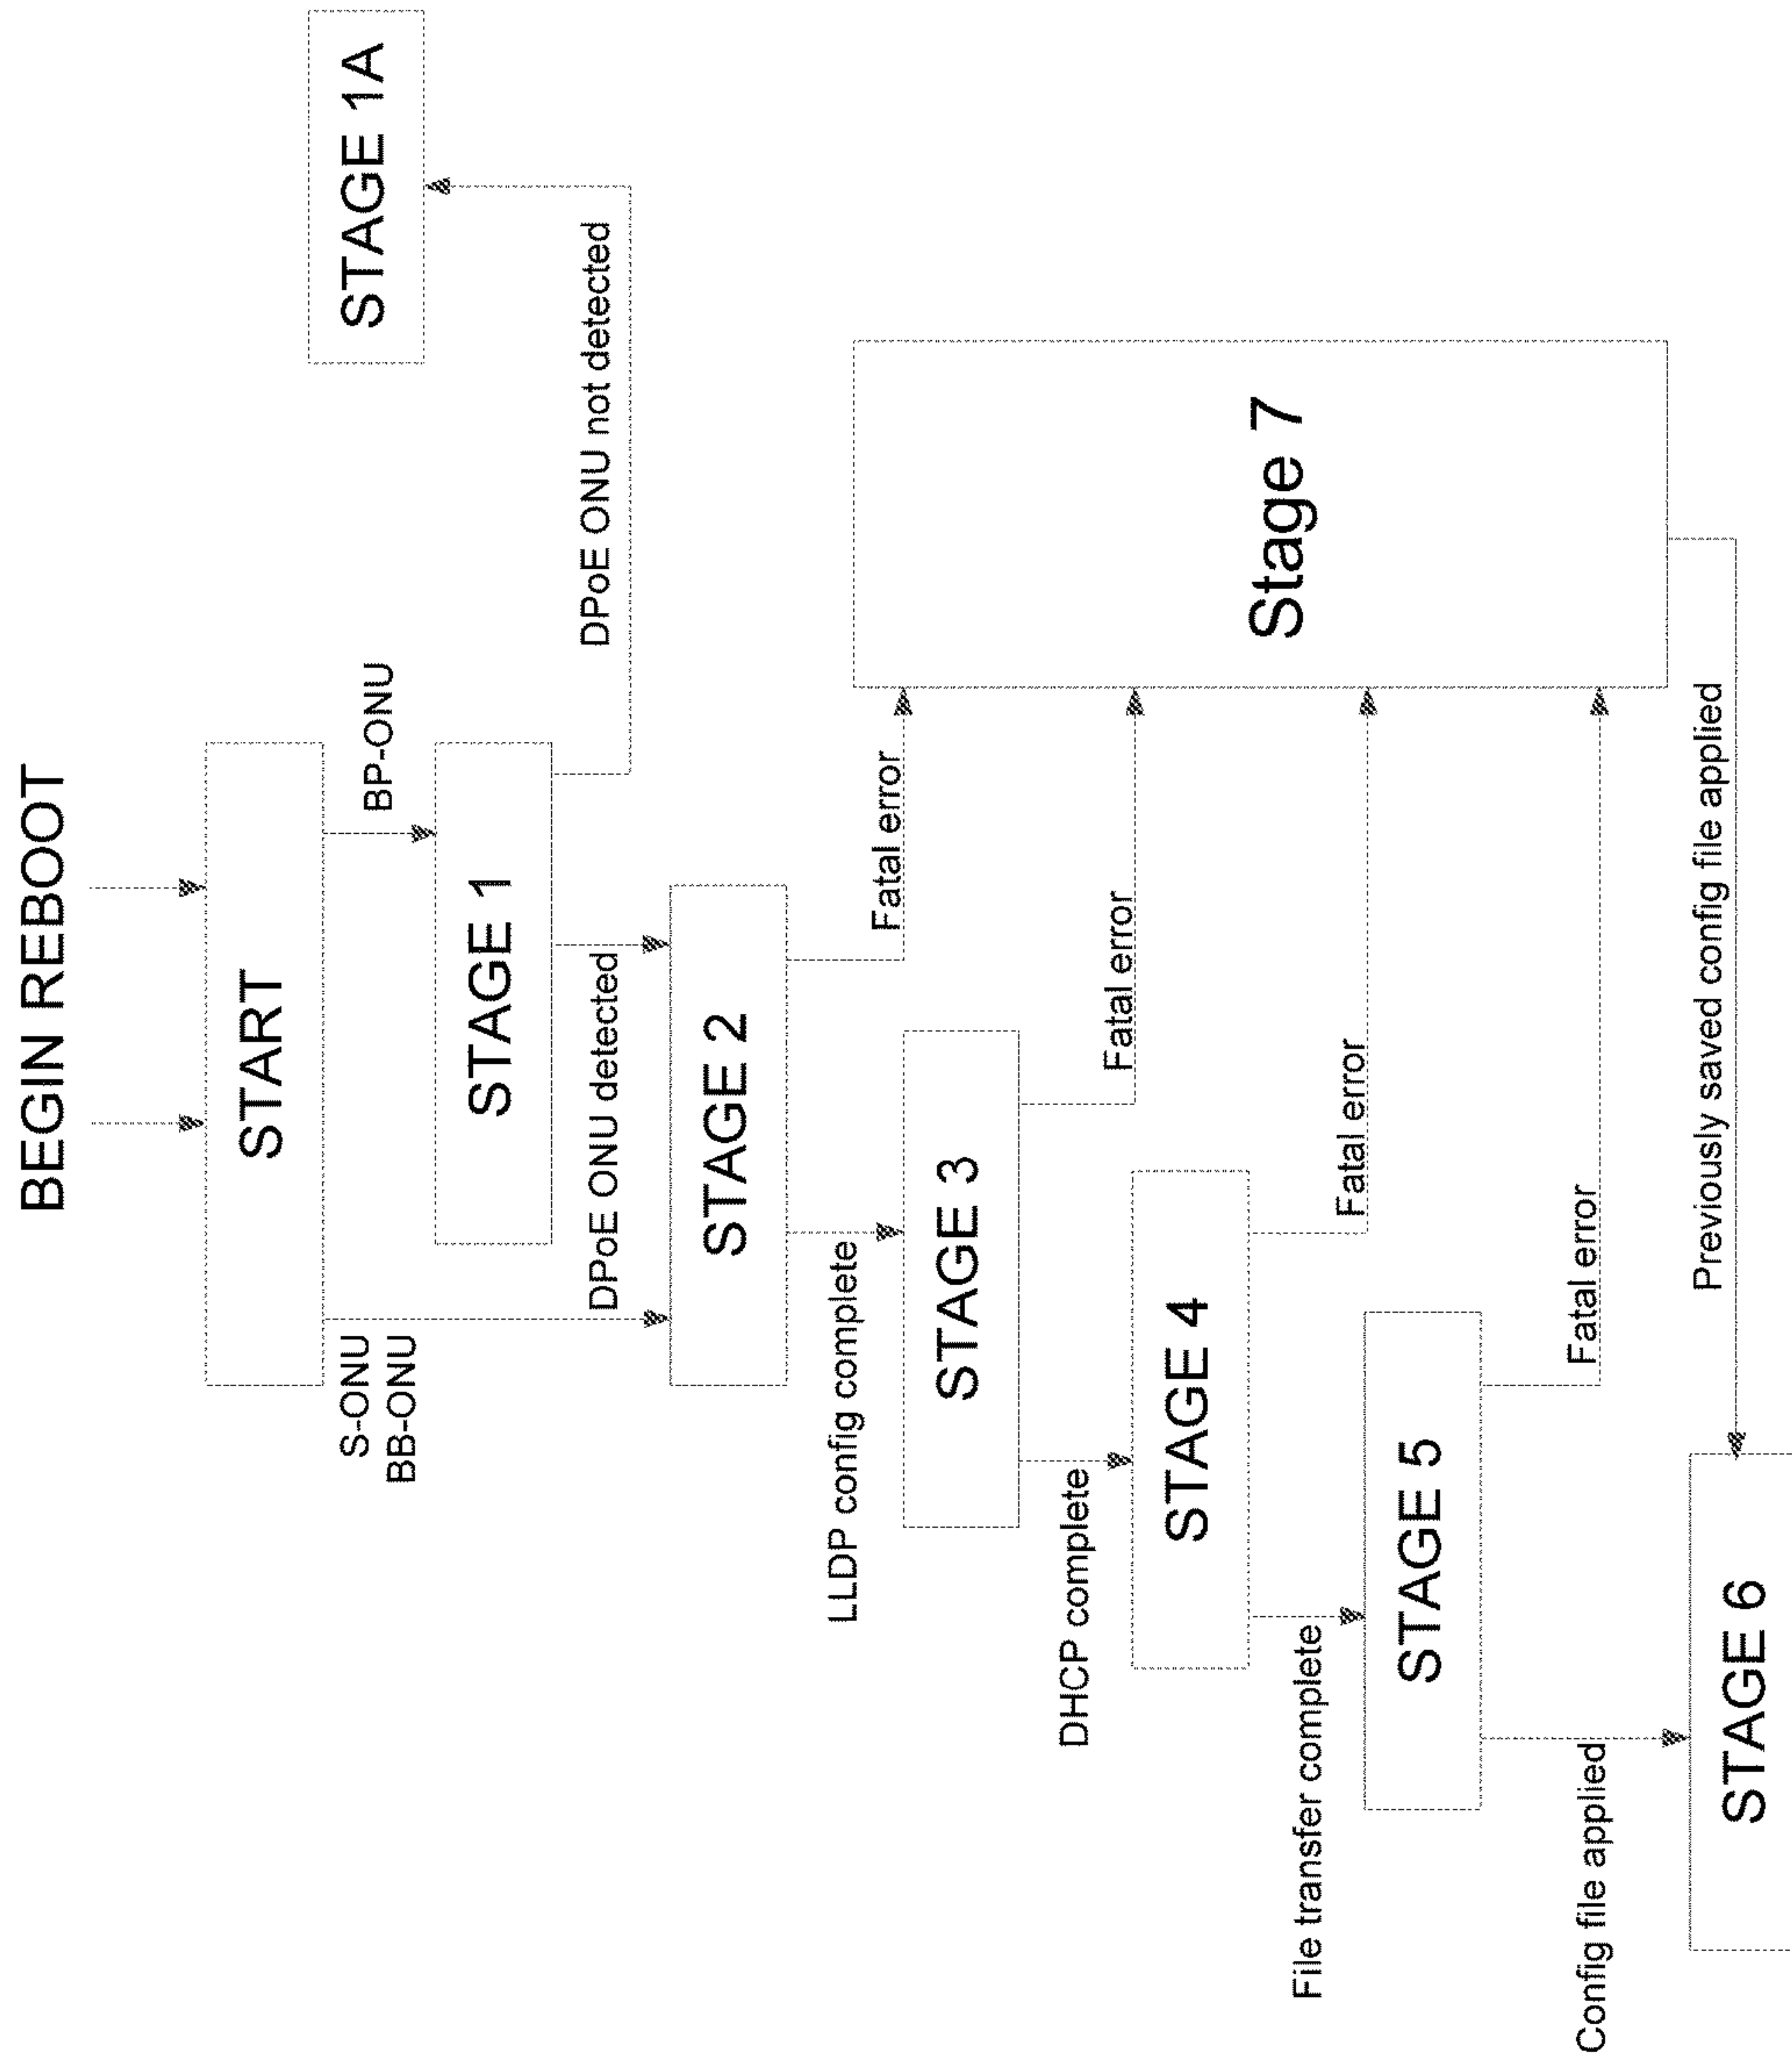 BEGIN REBOOT
START
S-ONU
BB-ONU
BP-ONU
STAGE 1A
STAGE 1
DPoE ONU detected
DPoE ONU not detected
STAGE 2
LLDP config complete
Fatal error
STAGE 3
DHCP complete
Fatal error
STAGE 4
File transfer complete
Fatal error
STAGE 5
Config file applied
Fatal error
Stage 7
Previously saved config file applied
STAGE 6